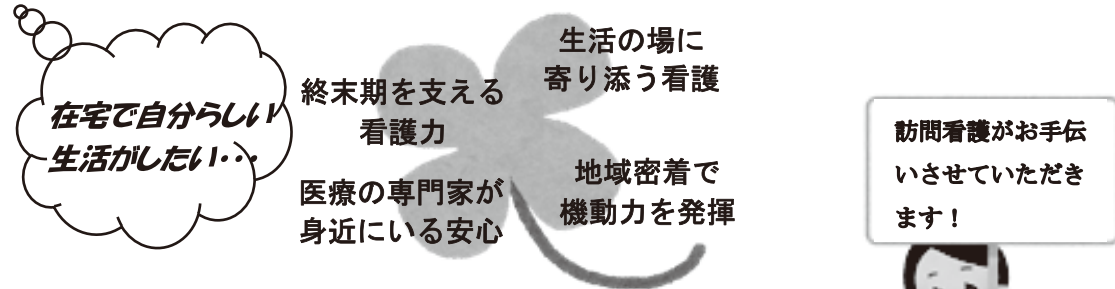 在宅で自分らしい
生活がしたい・・・
終末期を支える
看護力
生活の場に
寄り添う看護
医療の専門家が
身近にいる安心
地域密着で
機動力を発揮
訪問看護がお手伝
いさせていただき
ます！